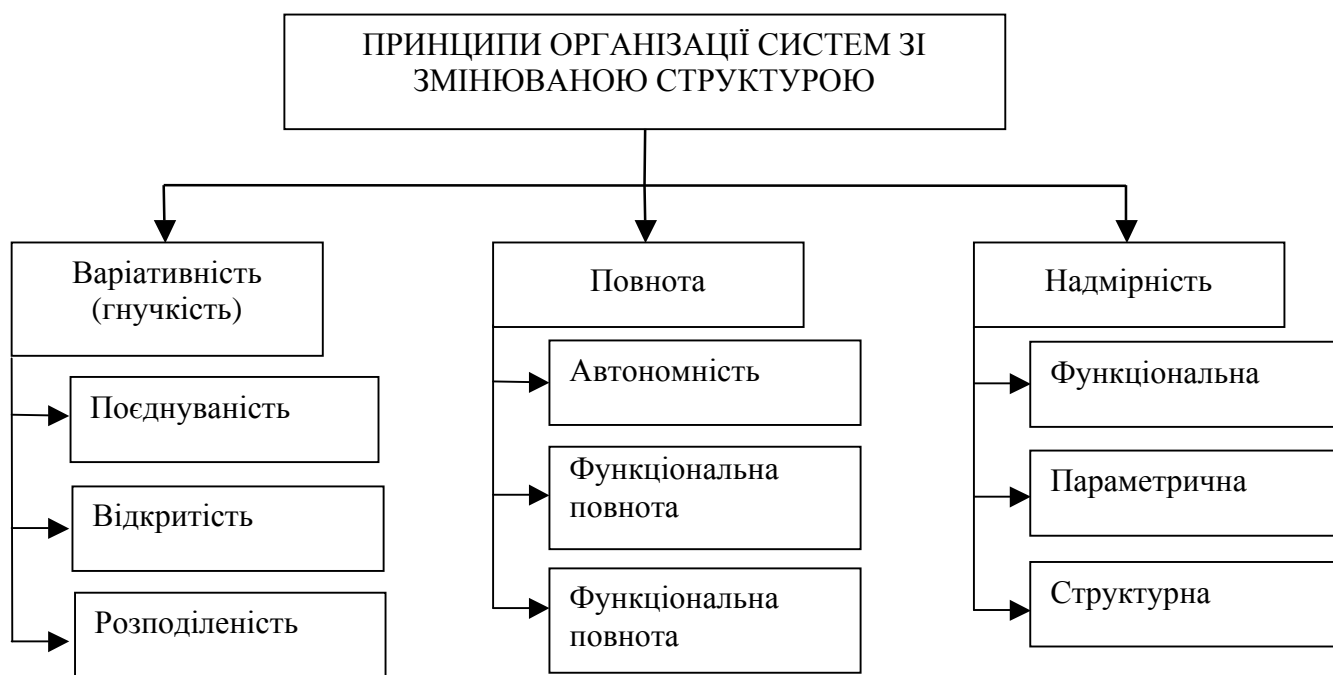 ПРИНЦИПИ ОРГАНІЗАЦІЇ СИСТЕМ ЗІ
ЗМІНЮВАНОЮ СТРУКТУРОЮ
Варіативність
(гнучкість)
Поєднуваність
Відкритість
Розподіленість
Повнота
Автономність
Функціональна
повнота
Функціональна
повнота
Надмірність
Функціональна
Параметрична
Структурна